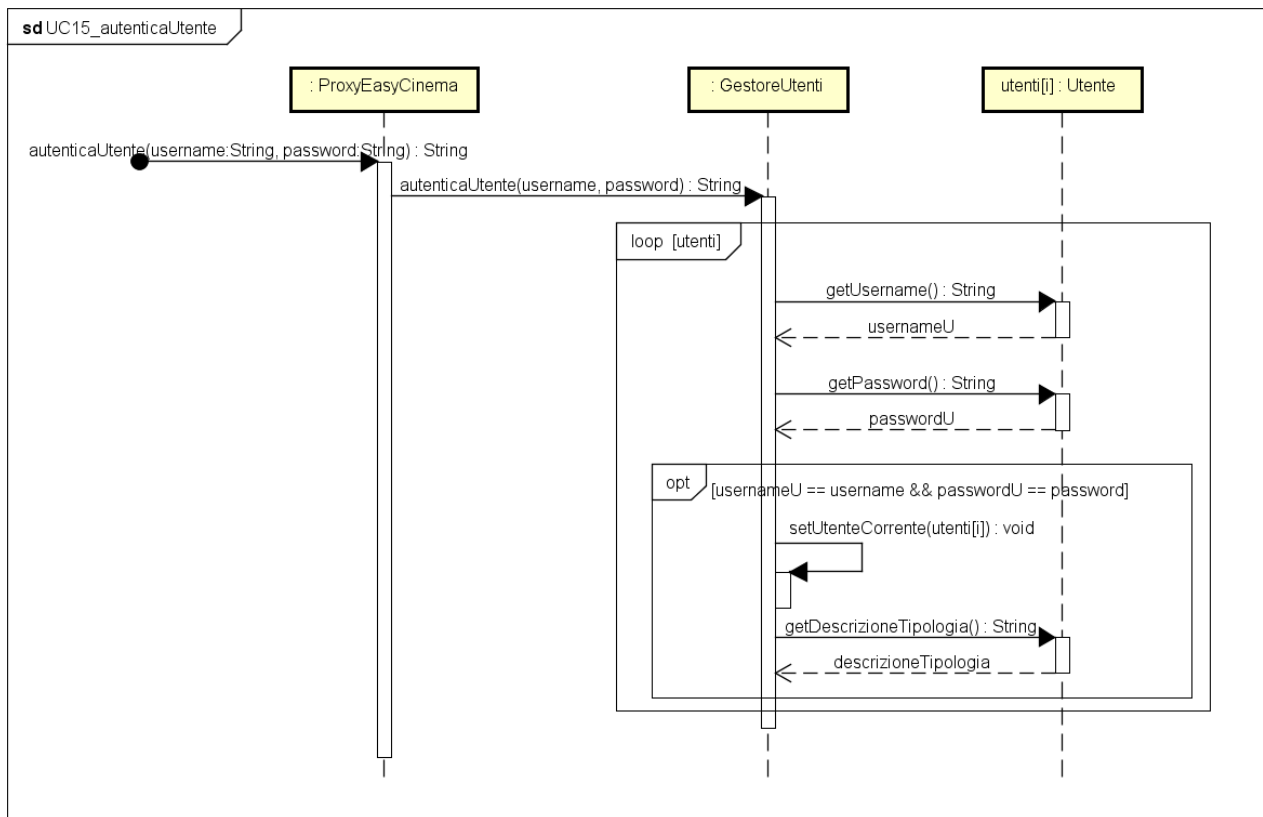 sd UC15_autenticaUtente
: ProxyEasyCinema
: GestoreUtenti
utenti[i] : Utente
autenticaUtente(username:String, password:String) : String
autenticaUtente(username, password) : String
loop [utenti]
getUsername() : String
usernameU
getPassword() : String
passwordU
opt [usernameU == username && passwordU == password]
setUtenteCorrente(utenti[i]) : void
getDescrizioneTipologia() : String
descrizioneTipologia